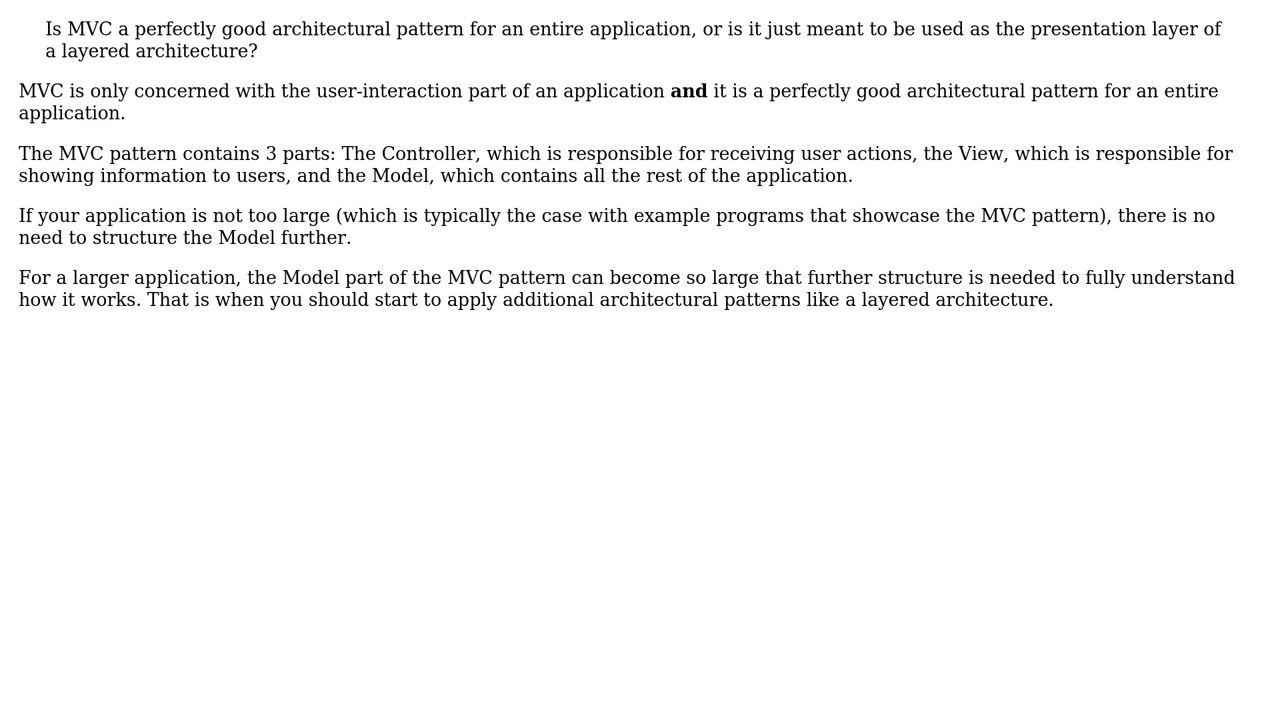 Is MVC a perfectly good architectural pattern for an entire application, or is it just meant to be used as the presentation layer of
a layered architecture?
MVC is only concerned with the user-interaction part of an application and it is a perfectly good architectural pattern for an entire
application.
The MVC pattern contains 3 parts: The Controller, which is responsible for receiving user actions, the View, which is responsible for
showing information to users, and the Model, which contains all the rest of the application.
If your application is not too large (which is typically the case with example programs that showcase the MVC pattern), there is no
need to structure the Model further.
For a larger application, the Model part of the MVC pattern can become so large that further structure is needed to fully understand
how it works. That is when you should start to apply additional architectural patterns like a layered architecture.